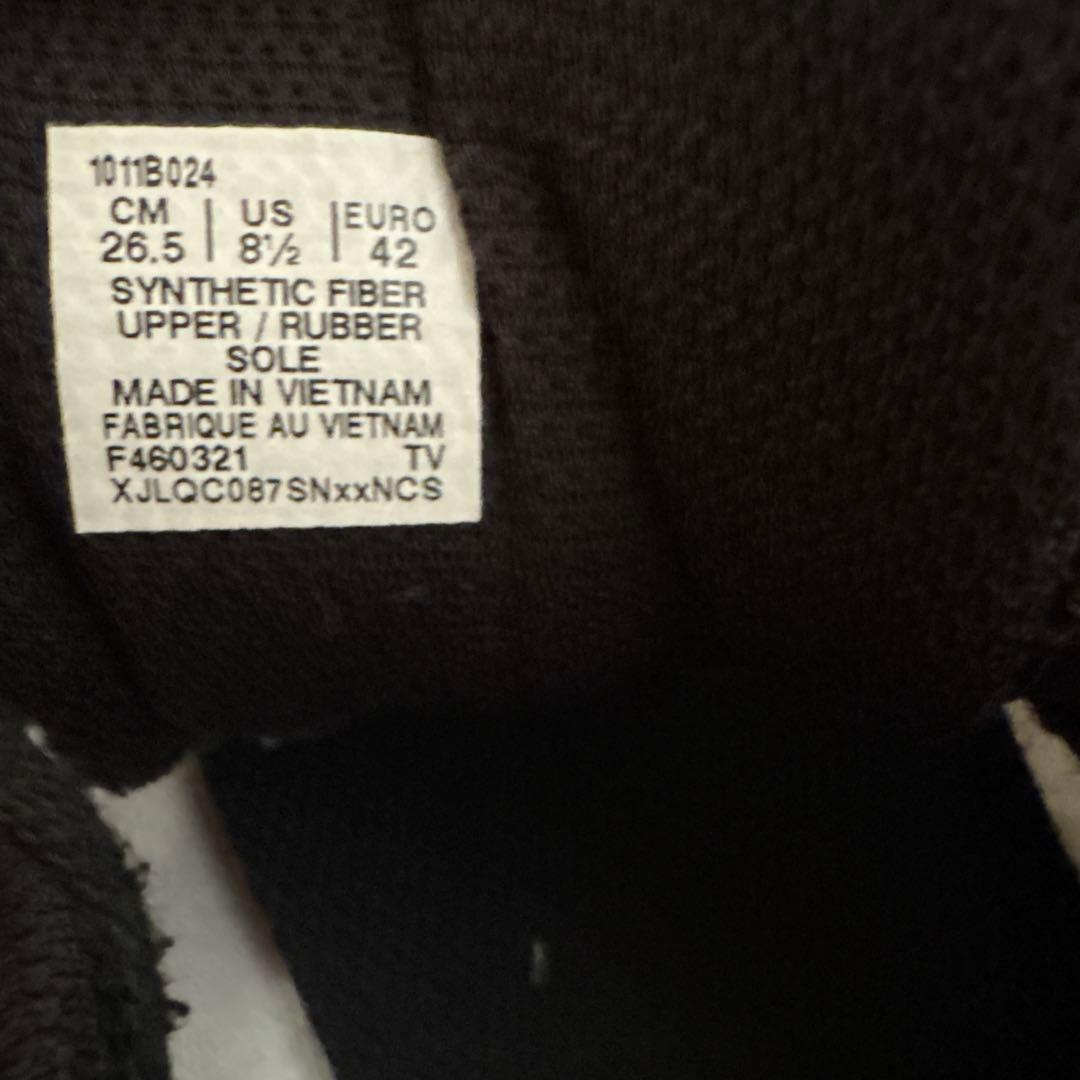 1011B024
CM | US | EURO
26.5 | 8½ | 42
SYNTHETIC FIBER
UPPER / RUBBER
SOLE
MADE IN VIETNAM
FABRIQUE AU VIETNAM
F460321 TV
XJLQC087SNxxNCS